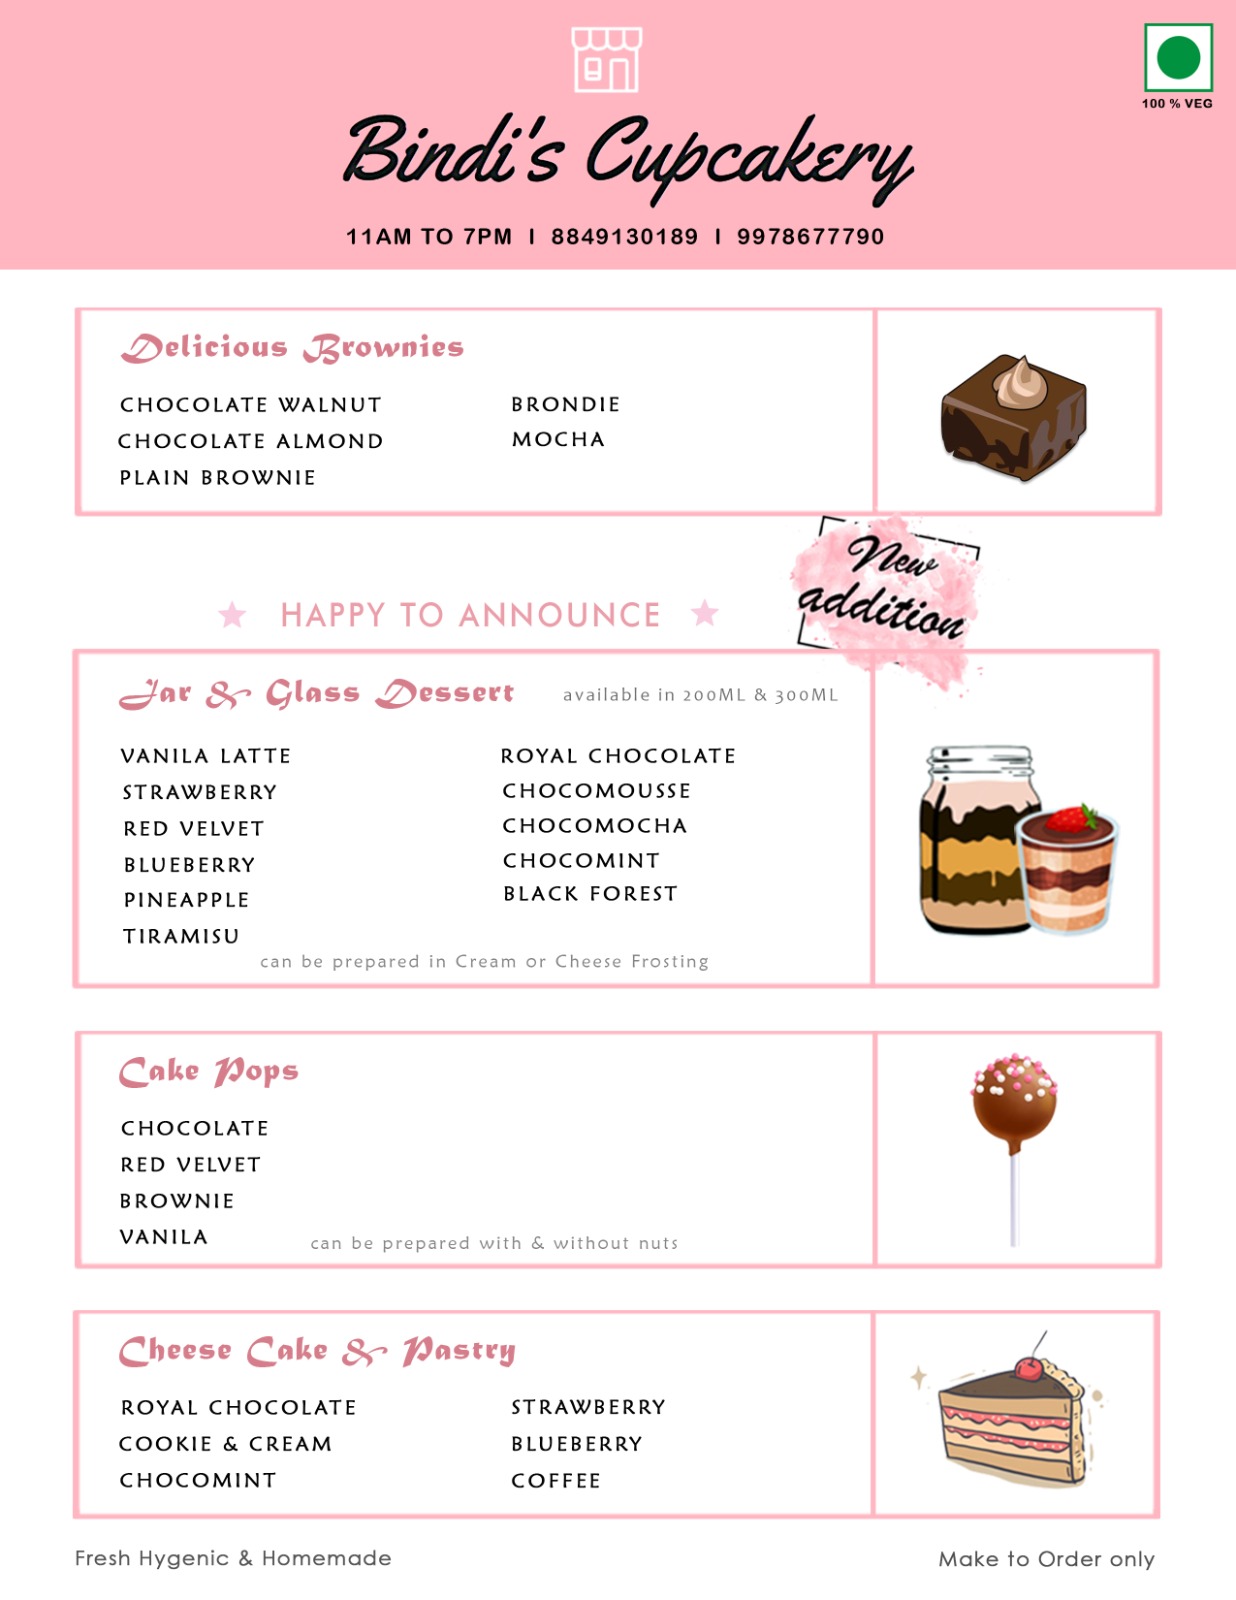 100 % VEG
Bindi's Cupcakery
11AM TO 7PM I 8849130189 I 9978677790
Delicious Brownies
CHOCOLATE WALNUT
CHOCOLATE ALMOND
PLAIN BROWNIE
BRONDIE
MOCHA
New
addition
HAPPY TO ANNOUNCE
Jar & Glass Dessert available in 200ML & 300ML
VANILA LATTE
STRAWBERRY
RED VELVET
BLUEBERRY
PINEAPPLE
TIRAMISU
ROYAL CHOCOLATE
CHOCOMOUSSE
CHOCOMOCHA
CHOCOMINT
BLACK FOREST
can be prepared in Cream or Cheese Frosting
Cake Pops
CHOCOLATE
RED VELVET
BROWNIE
VANILA
can be prepared with & without nuts
Cheese Cake & Pastry
ROYAL CHOCOLATE
COOKIE & CREAM
CHOCOMINT
STRAWBERRY
BLUEBERRY
COFFEE
Fresh Hygenic & Homemade
Make to Order only